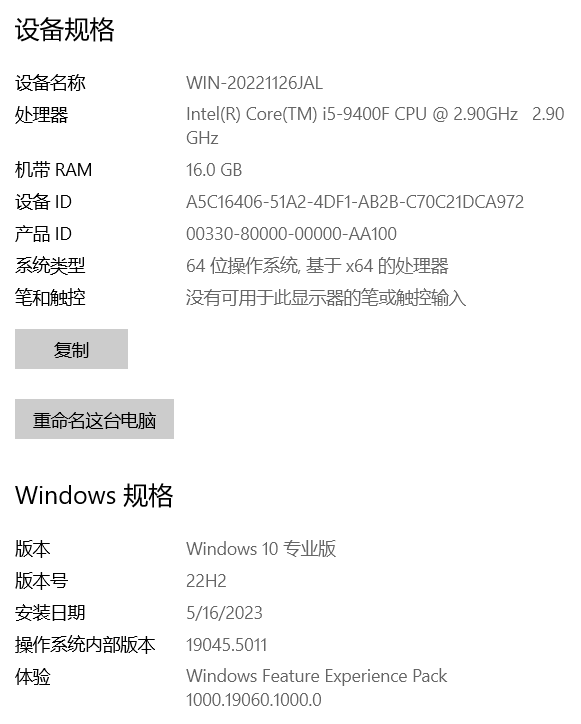 设备规格
设备名称 WIN-20221126JAL
处理器 Intel(R) Core(TM) i5-9400F CPU @ 2.90GHz 2.90
GHz
机带 RAM 16.0 GB
设备 ID A5C16406-51A2-4DF1-AB2B-C70C21DCA972
产品 ID 00330-80000-00000-AA100
系统类型 64 位操作系统, 基于 x64 的处理器
笔和触控 没有可用于此显示器的笔或触控输入
复制
重命名这台电脑
Windows 规格
版本 Windows 10 专业版
版本号 22H2
安装日期 5/16/2023
操作系统内部版本 19045.5011
体验 Windows Feature Experience Pack
1000.19060.1000.0